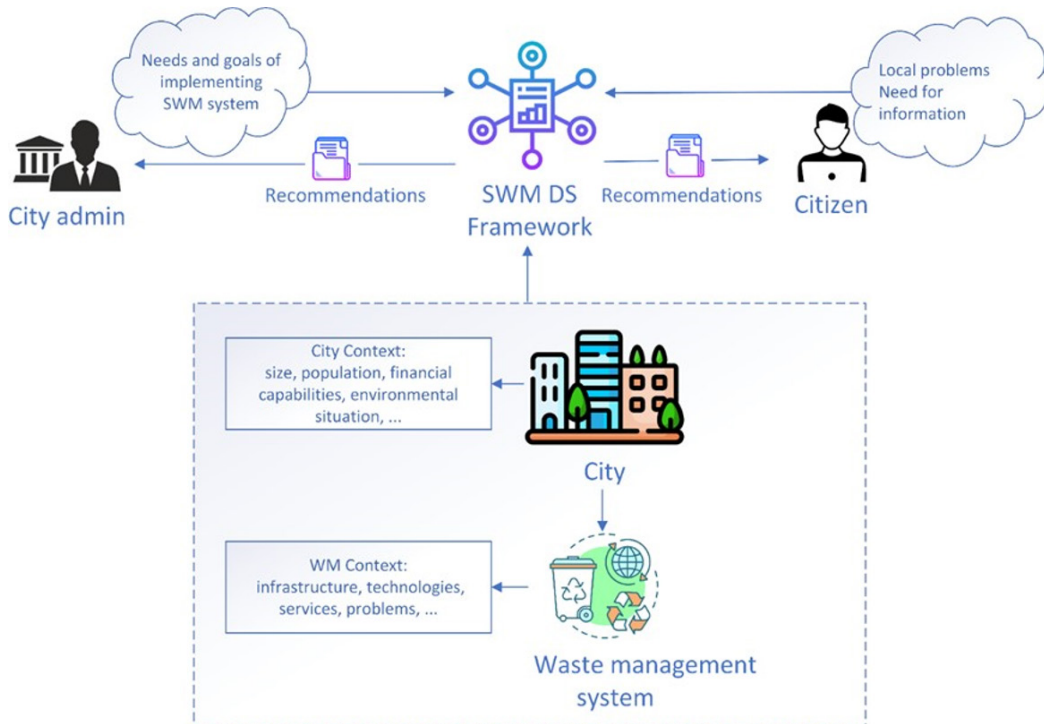 Needs and goals of
implementing
SWM system
Local problems
Need for
information
City admin
Recommendations
SWM DS
Framework
Recommendations
Citizen
City Context:
size, population, financial
capabilities, environmental
situation, ...
City
WM Context:
infrastructure, technologies,
services, problems, ...
Waste management
system